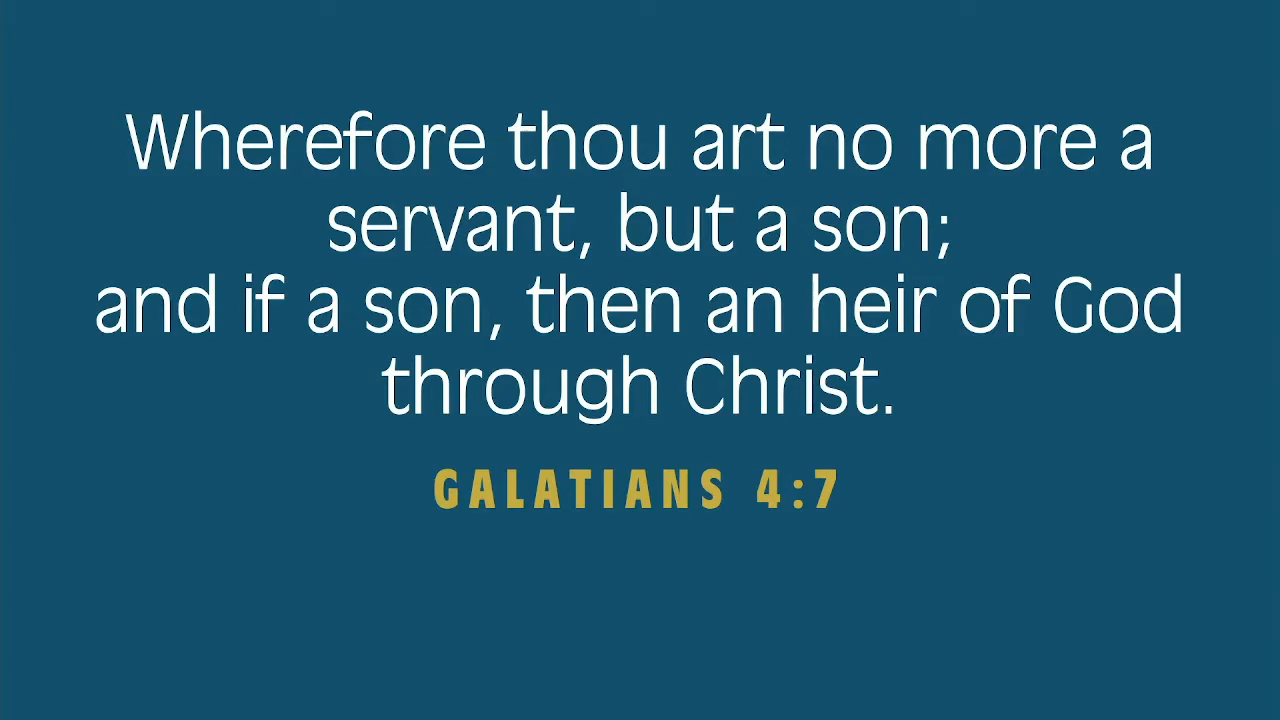 Wherefore thou art no more a
servant, but a son;
and if a son, then an heir of God
through Christ.
GALATIANS 4:7